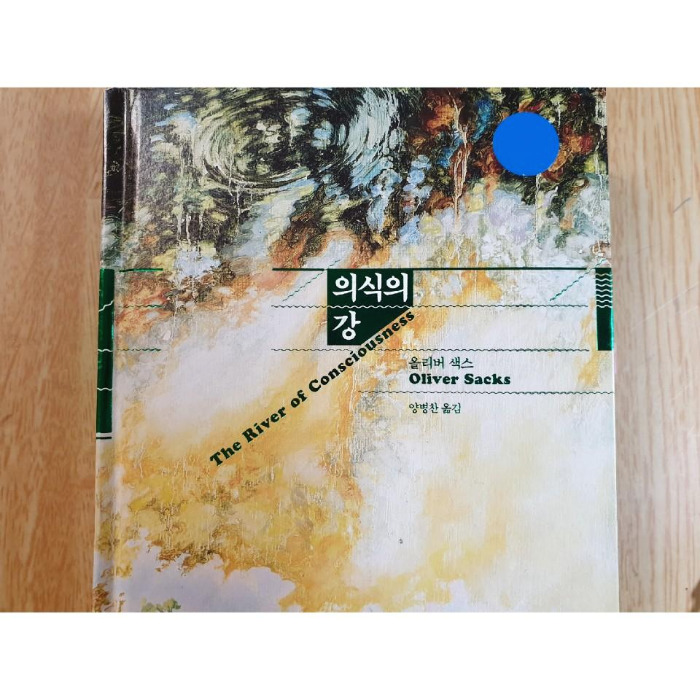 의식의
강
The River of Consciousness
올리버 색스
Oliver Sacks
양병찬 옮김